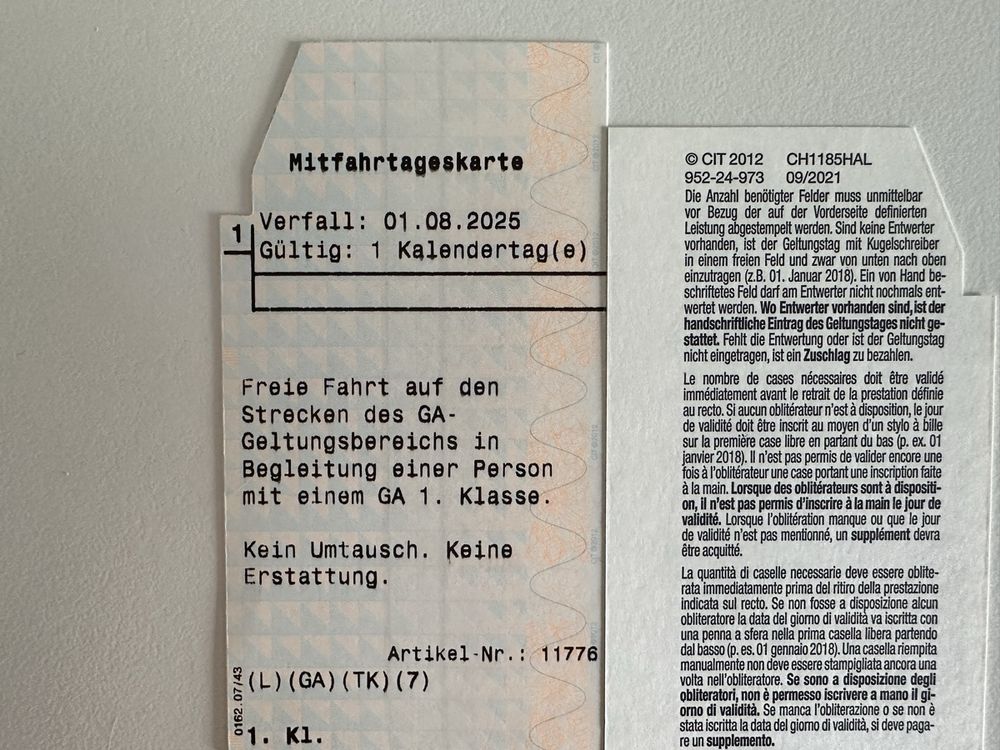 Mitfahrtageskarte
1
Verfall: 01.08.2025
Gültig: 1 Kalendertag(e)
Freie Fahrt auf den
Strecken des GA-
Geltungsbereichs in
Begleitung einer Person
mit einem GA 1. Klasse.
Kein Umtausch. Keine
Erstattung.
Artikel-Nr.: 11776
(L)(GA)(TK)(7)
0162.07/43
1. Kl.
© CIT 2012 CH1185HAL
952-24-973 09/2021
Die Anzahl benötigter Felder muss unmittelbar
vor Bezug der auf der Vorderseite definierten
Leistung abgestempelt werden. Sind keine Entwerter
vorhanden, ist der Geltungstag mit Kugelschreiber
in einem freien Feld und zwar von unten nach oben
einzutragen (z.B. 01. Januar 2018). Ein von Hand be-
schriftetes Feld darf am Entwerter nicht nochmals ent-
wertet werden. Wo Entwerter vorhanden sind, ist der
handschriftliche Eintrag des Geltungstages nicht ge-
stattet. Fehlt die Entwertung oder ist der Geltungstag
nicht eingetragen, ist ein Zuschlag zu bezahlen.
Le nombre de cases nécessaires doit être validé
immédiatement avant le retrait de la prestation définie
au recto. Si aucun oblitérateur n'est à disposition, le jour
de validité doit être inscrit au moyen d'un stylo à bille
sur la première case libre en partant du bas (p. ex. 01
janvier 2018). Il n'est pas permis de valider encore une
fois à l'oblitérateur une case portant une inscription faite
à la main. Lorsque des oblitérateurs sont à dispositi-
on, il n'est pas permis d'inscrire à la main le jour de
validité. Lorsque l'oblitération manque ou que le jour
de validité n'est pas mentionné, un supplément devra
être acquitté.
La quantità di caselle necessarie deve essere oblite-
rata immediatamente prima del ritiro della prestazione
indicata sul recto. Se non fosse a disposizione alcun
obliteratore la data del giorno di validità va iscritta con
una penna a sfera nella prima casella libera partendo
dal basso (p. es. 01 gennaio 2018). Una casella riempita
manualmente non deve essere stampigliata ancora una
volta nell'obliteratore. Se sono a disposizione degli
obliteratori, non è permesso iscrivere a mano il gi-
orno di validità. Se manca l'obliterazione o se non è
stata iscritta la data del giorno di validità, si deve paga-
re un supplemento.